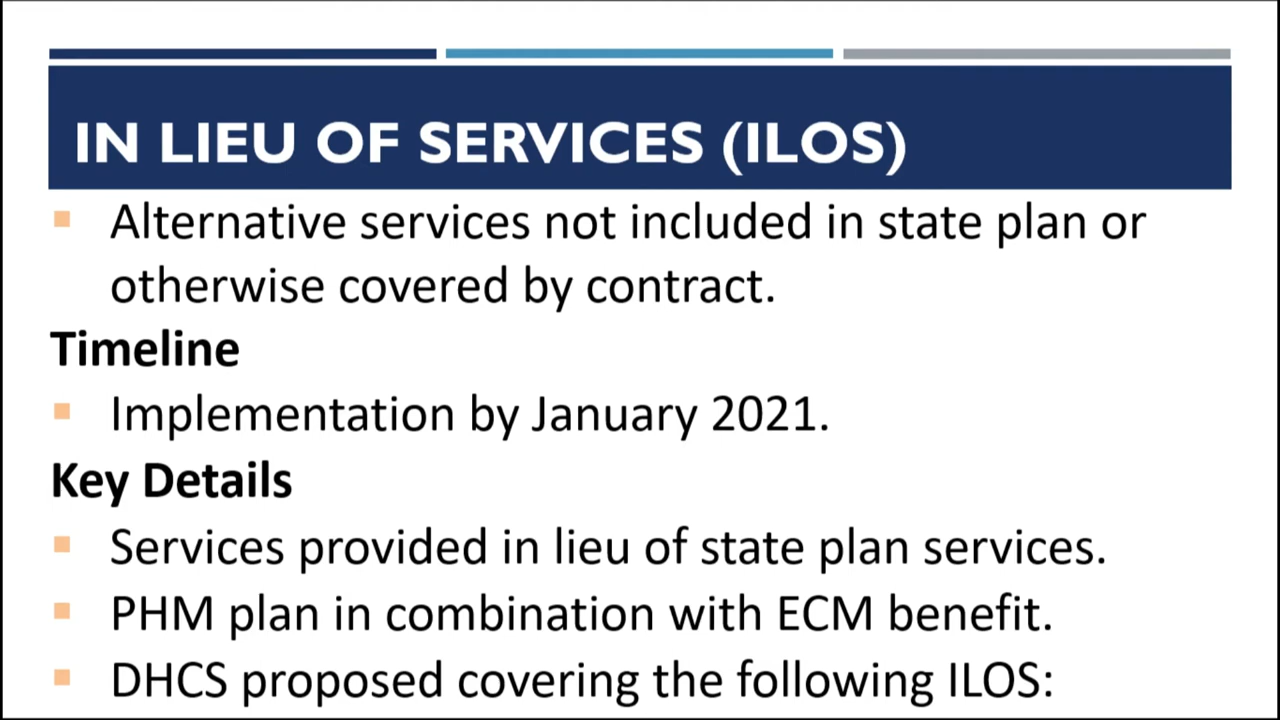 IN LIEU OF SERVICES (ILOS)
Alternative services not included in state plan or
otherwise covered by contract.
Timeline
Implementation by January 2021.
Key Details
Services provided in lieu of state plan services.
PHM plan in combination with ECM benefit.
DHCS proposed covering the following ILOS: